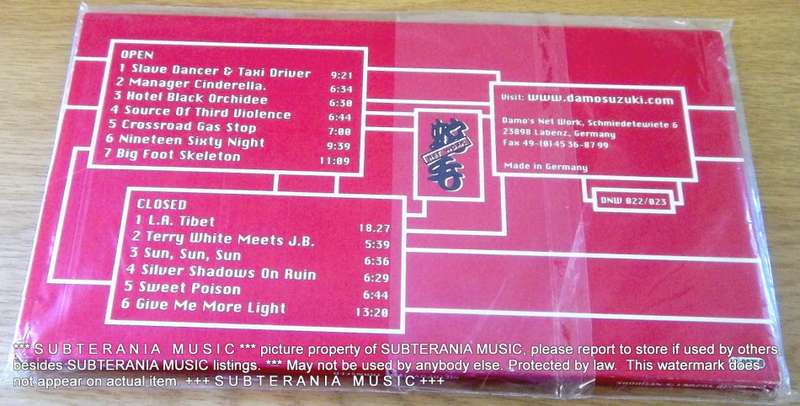 OPEN
1 Slave Dancer & Taxi Driver 9:21
2 Manager Cinderella. 6:34
3 Hotel Black Orchidee 6:30
4 Source Of Third Violence 6:44
5 Crossroad Gas Stop 7:00
6 Nineteen Sixty Night 9:39
7 Big Foot Skeleton 11:09
CLOSED
1 L.A. Tibet 18.27
2 Terry White Meets J.B. 5:39
3 Sun, Sun, Sun 6:36
4 Silver Shadows On Ruin 6:29
5 Sweet Poison 6:44
6 Give Me More Light 13:20
NET WORK
Visit: www.damosuzuki.com
Damo's Net Work, Schmiedetewiete 6
23898 Labenz, Germany
Fax 49-(0)45 36-87 99
Made in Germany
DNW 022/023
*** S U B T E R A N I A  M U S I C *** picture property of SUBTERANIA MUSIC, please report to store if used by others
besides SUBTERANIA MUSIC listings. *** May not be used by anybody else. Protected by law. This watermark does
not appear on actual item. +++ S U B T E R A N I A  M U S I C +++